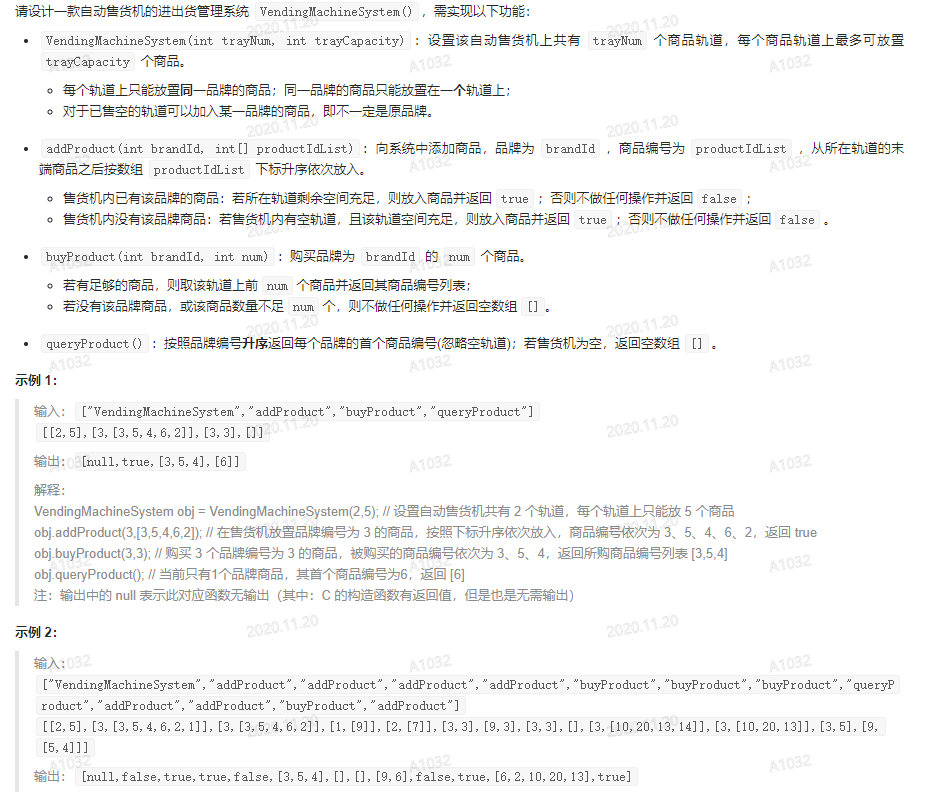 请设计一款自动售货机的进出货管理系统 VendingMachineSystem() ，需实现以下功能：
• VendingMachineSystem(int trayNum, int trayCapacity) ：设置该自动售货机上共有 trayNum 个商品轨道，每个商品轨道上最多可放置
trayCapacity 个商品。
◦ 每个轨道上只能放置同一品牌的商品；同一品牌的商品只能放置在一个轨道上；
◦ 对于已售空的轨道可以加入某一品牌的商品，即不一定是原品牌。
• addProduct(int brandId, int[] productIdList) ：向系统中添加商品，品牌为 brandId ，商品编号为 productIdList ，从所在轨道的末
端商品之后按数组 productIdList 下标升序依次放入。
◦ 售货机内已有该品牌的商品：若所在轨道剩余空间充足，则放入商品并返回 true ；否则不做任何操作并返回 false ；
◦ 售货机内没有该品牌商品：若售货机内有空轨道，且该轨道空间充足，则放入商品并返回 true ；否则不做任何操作并返回 false 。
• buyProduct(int brandId, int num) ：购买品牌为 brandId 的 num 个商品。
◦ 若有足够的商品，则取该轨道上前 num 个商品并返回其商品编号列表；
◦ 若没有该品牌商品，或该商品数量不足 num 个，则不做任何操作并返回空数组 [] 。
• queryProduct() ：按照品牌编号升序返回每个品牌的首个商品编号(忽略空轨道)；若售货机为空，返回空数组 [] 。
示例 1：
输入： ["VendingMachineSystem","addProduct","buyProduct","queryProduct"]
[[2,5],[3,[3,5,4,6,2]],[3,3],[]]
输出： [null,true,[3,5,4],[6]]
解释：
VendingMachineSystem obj = VendingMachineSystem(2,5); // 设置自动售货机共有 2 个轨道，每个轨道上只能放 5 个商品
obj.addProduct(3,[3,5,4,6,2]); // 在售货机放置品牌编号为 3 的商品，按照下标升序依次放入，商品编号依次为 3、5、4、6、2，返回 true
obj.buyProduct(3,3); // 购买 3 个品牌编号为 3 的商品，被购买的商品编号依次为 3、5、4，返回所购商品编号列表 [3,5,4]
obj.queryProduct(); // 当前只有1个品牌商品，其首个商品编号为6，返回 [6]
注：输出中的 null 表示此对应函数无输出（其中：C 的构造函数有返回值，但是也是无需输出）
示例 2：
输入：
["VendingMachineSystem","addProduct","addProduct","addProduct","addProduct","buyProduct","buyProduct","buyProduct","queryP
roduct","addProduct","addProduct","buyProduct","addProduct"]
[[2,5],[3,[3,5,4,6,2,1]],[3,[3,5,4,6,2]],[1,[9]],[2,[7]],[3,3],[9,3],[3,3],[],[3,[10,20,13,14]],[3,[10,20,13]],[3,5],[9,
[5,4]]]
输出： [null,false,true,true,false,[3,5,4],[],[],[9,6],false,true,[6,2,10,20,13],true]
A1032
2020.11.20